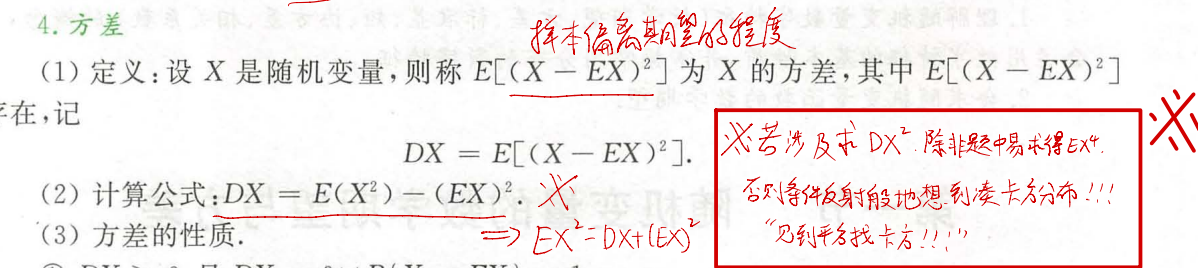 4. 方差
样本偏离期望的程度
(1) 定义:设 X 是随机变量,则称 E[(X − EX)²] 为 X 的方差,其中 E[(X − EX)²]
存在,记
DX = E[(X − EX)²].
(2) 计算公式:DX = E(X²) − (EX)². ※
⇒ EX² = DX+(EX)²
(3) 方差的性质.
※若涉及求 DX². 除非题中易求得EX⁴.
否则条件反射般地想到凑卡方分布!!!
"见到平方找卡方!!!!"
※